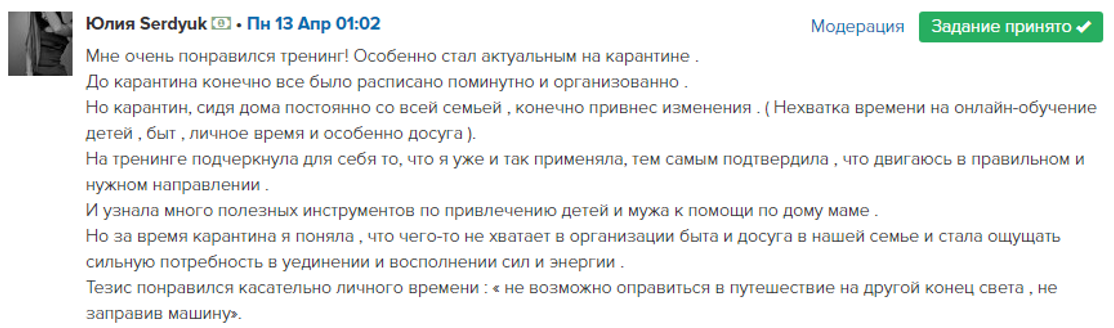 Юлия Serdyuk • Пн 13 Апр 01:02
Модерация
Задание принято ✔
Мне очень понравился тренинг! Особенно стал актуальным на карантине .
До карантина конечно все было расписано поминутно и организованно .
Но карантин, сидя дома постоянно со всей семьей , конечно привнес изменения . ( Нехватка времени на онлайн-обучение
детей , быт , личное время и особенно досуга ).
На тренинге подчеркнула для себя то, что я уже и так применяла, тем самым подтвердила , что двигаюсь в правильном и
нужном направлении .
И узнала много полезных инструментов по привлечению детей и мужа к помощи по дому маме .
Но за время карантина я поняла , что чего-то не хватает в организации быта и досуга в нашей семье и стала ощущать
сильную потребность в уединении и восполнении сил и энергии .
Тезис понравился касательно личного времени : « не возможно оправиться в путешествие на другой конец света , не
заправив машину».